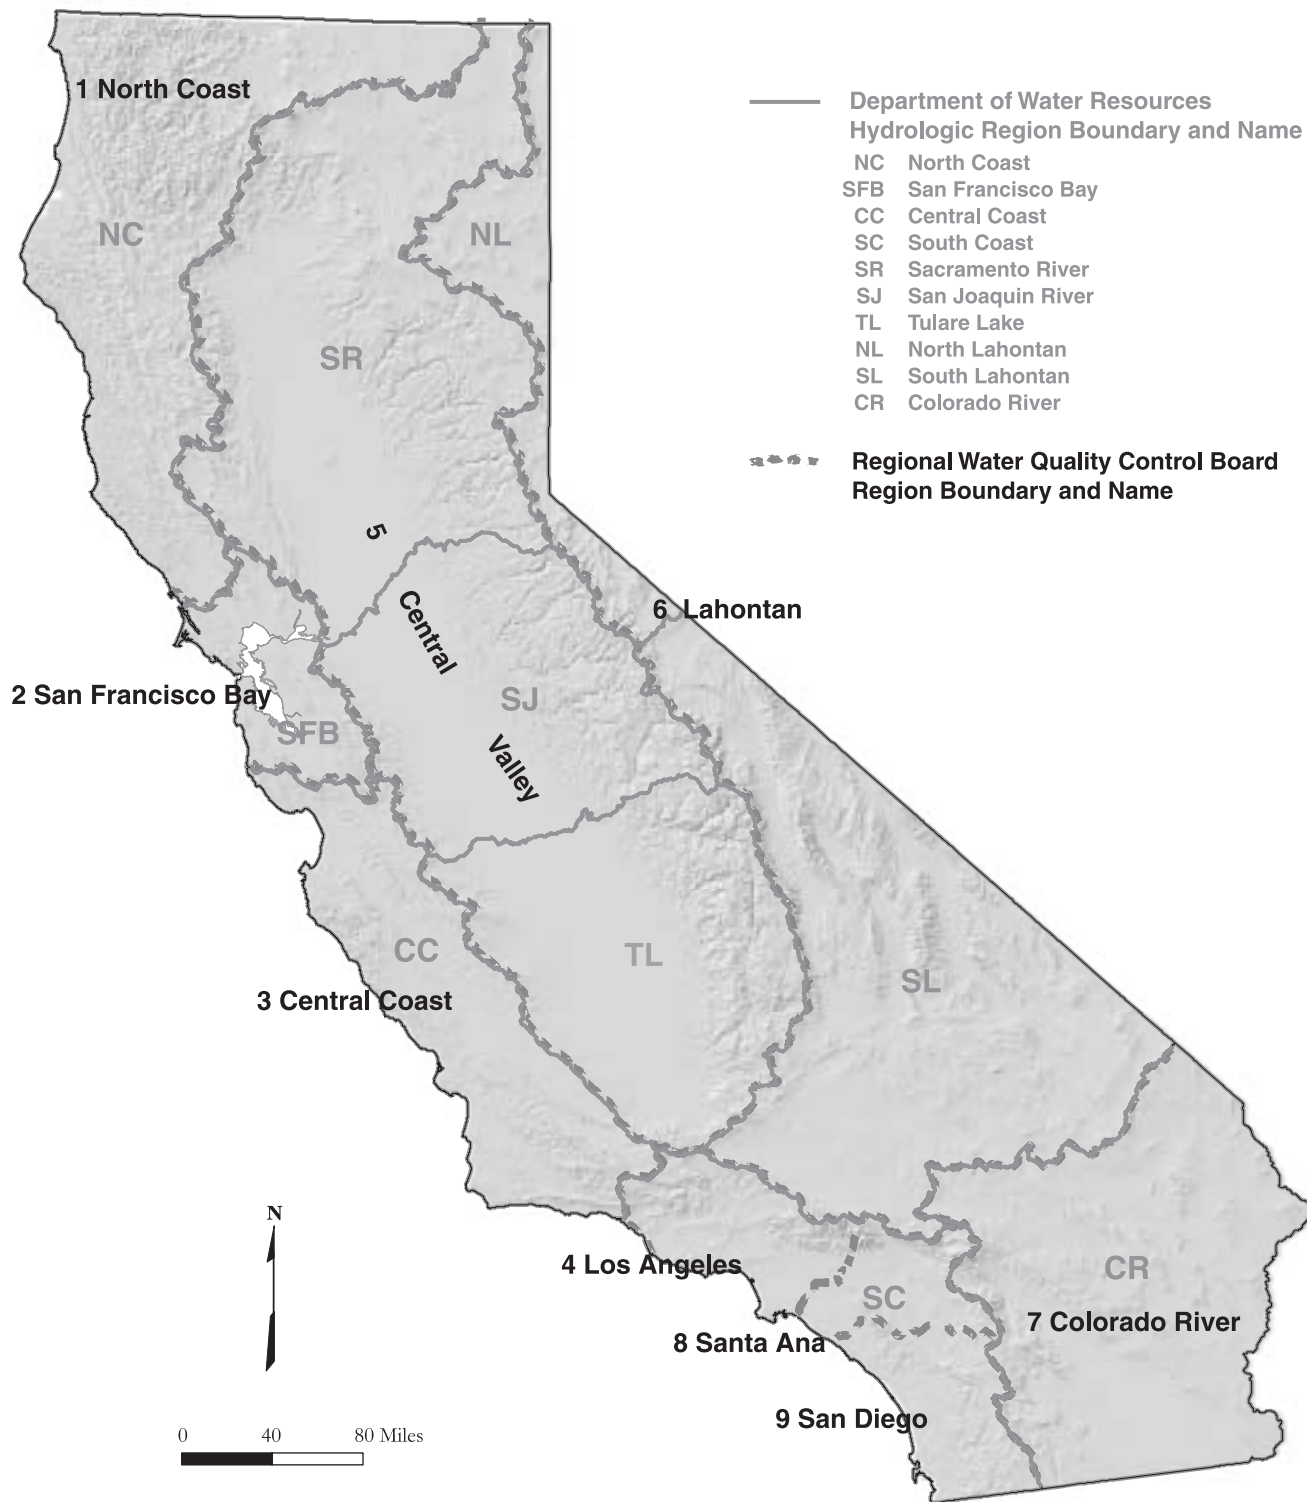 1 North Coast
Department of Water Resources
Hydrologic Region Boundary and Name
NC North Coast
SFB San Francisco Bay
CC Central Coast
SC South Coast
SR Sacramento River
SJ San Joaquin River
TL Tulare Lake
NL North Lahontan
SL South Lahontan
CR Colorado River
Regional Water Quality Control Board
Region Boundary and Name
NC
NL
SR
5
Central
Valley
6 Lahontan
SJ
2 San Francisco Bay
SFB
CC
TL
SL
3 Central Coast
N
4 Los Angeles
CR
SC
7 Colorado River
8 Santa Ana
9 San Diego
0 40 80 Miles